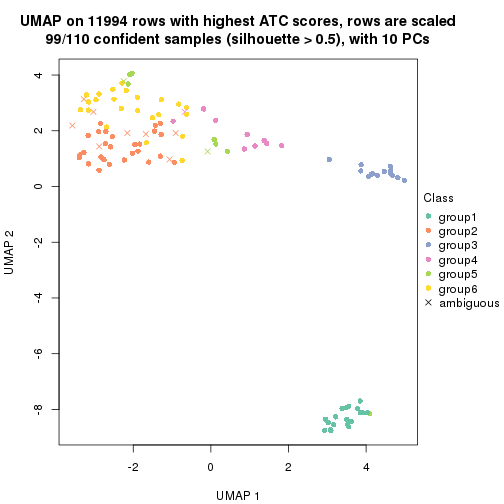 UMAP on 11994 rows with highest ATC scores, rows are scaled
99/110 confident samples (silhouette > 0.5), with 10 PCs
4
2
0
-2
-4
-6
-8
UMAP 2
-2
0
2
4
UMAP 1
Class
group1
group2
group3
group4
group5
group6
ambiguous